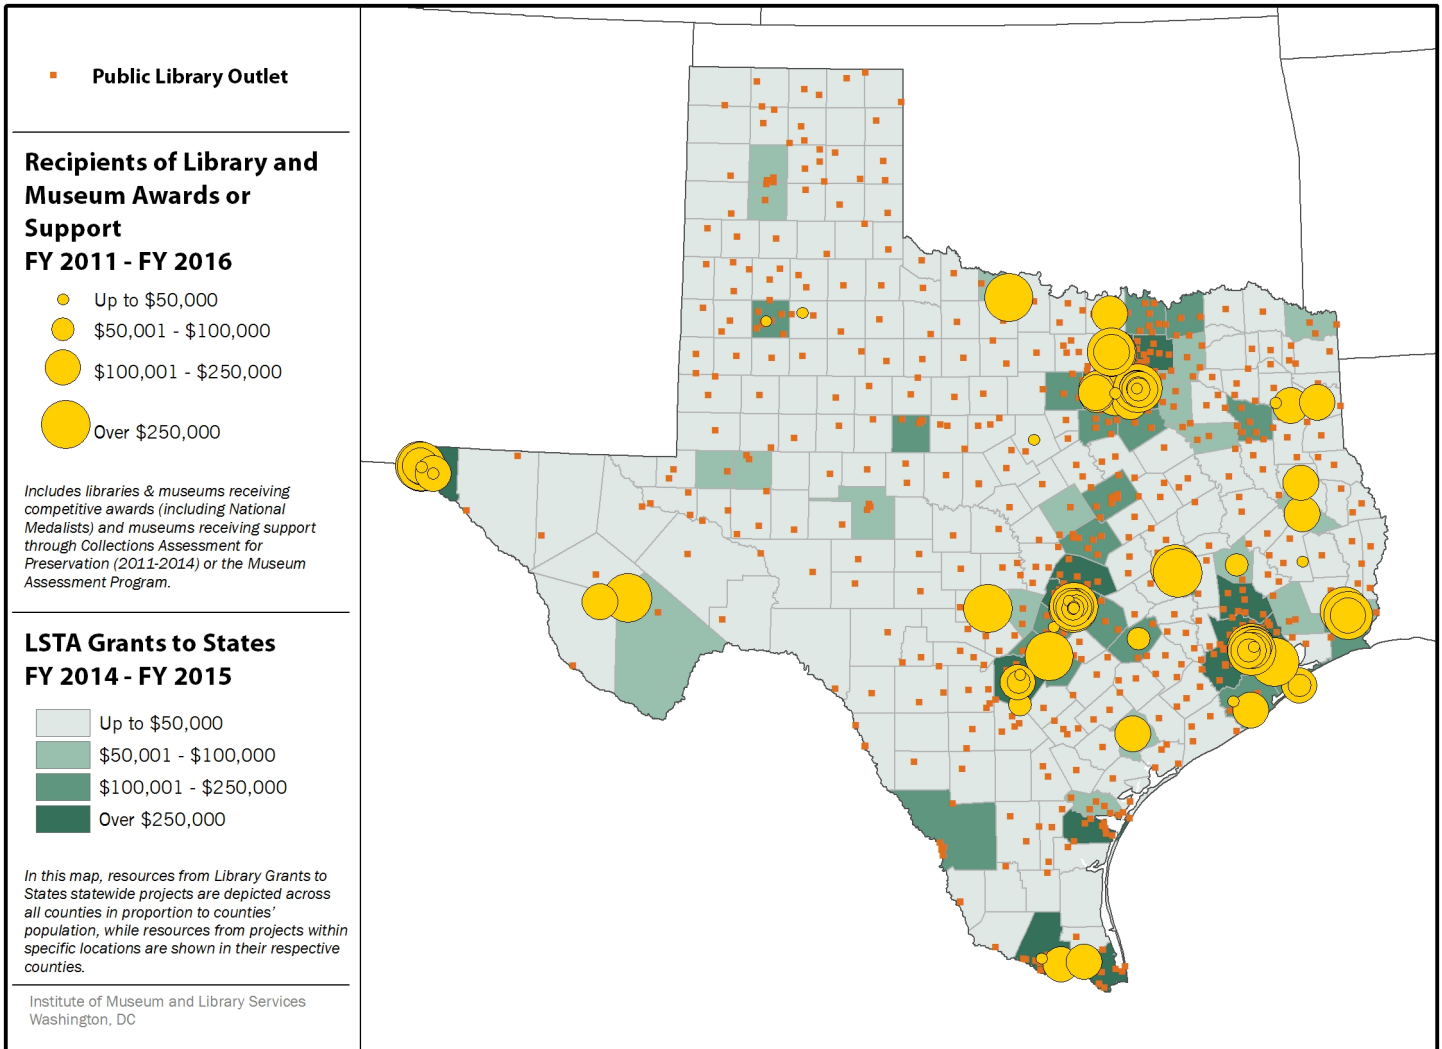 Public Library Outlet
Recipients of Library and
Museum Awards or
Support
FY 2011 - FY 2016
Up to $50,000
$50,001 - $100,000
$100,001 - $250,000
Over $250,000
Includes libraries & museums receiving
competitive awards (including National
Medalists) and museums receiving support
through Collections Assessment for
Preservation (2011-2014) or the Museum
Assessment Program.
LSTA Grants to States
FY 2014 - FY 2015
Up to $50,000
$50,001 - $100,000
$100,001 - $250,000
Over $250,000
In this map, resources from Library Grants to
States statewide projects are depicted across
all counties in proportion to counties’
population, while resources from projects within
specific locations are shown in their respective
counties.
Institute of Museum and Library Services
Washington, DC